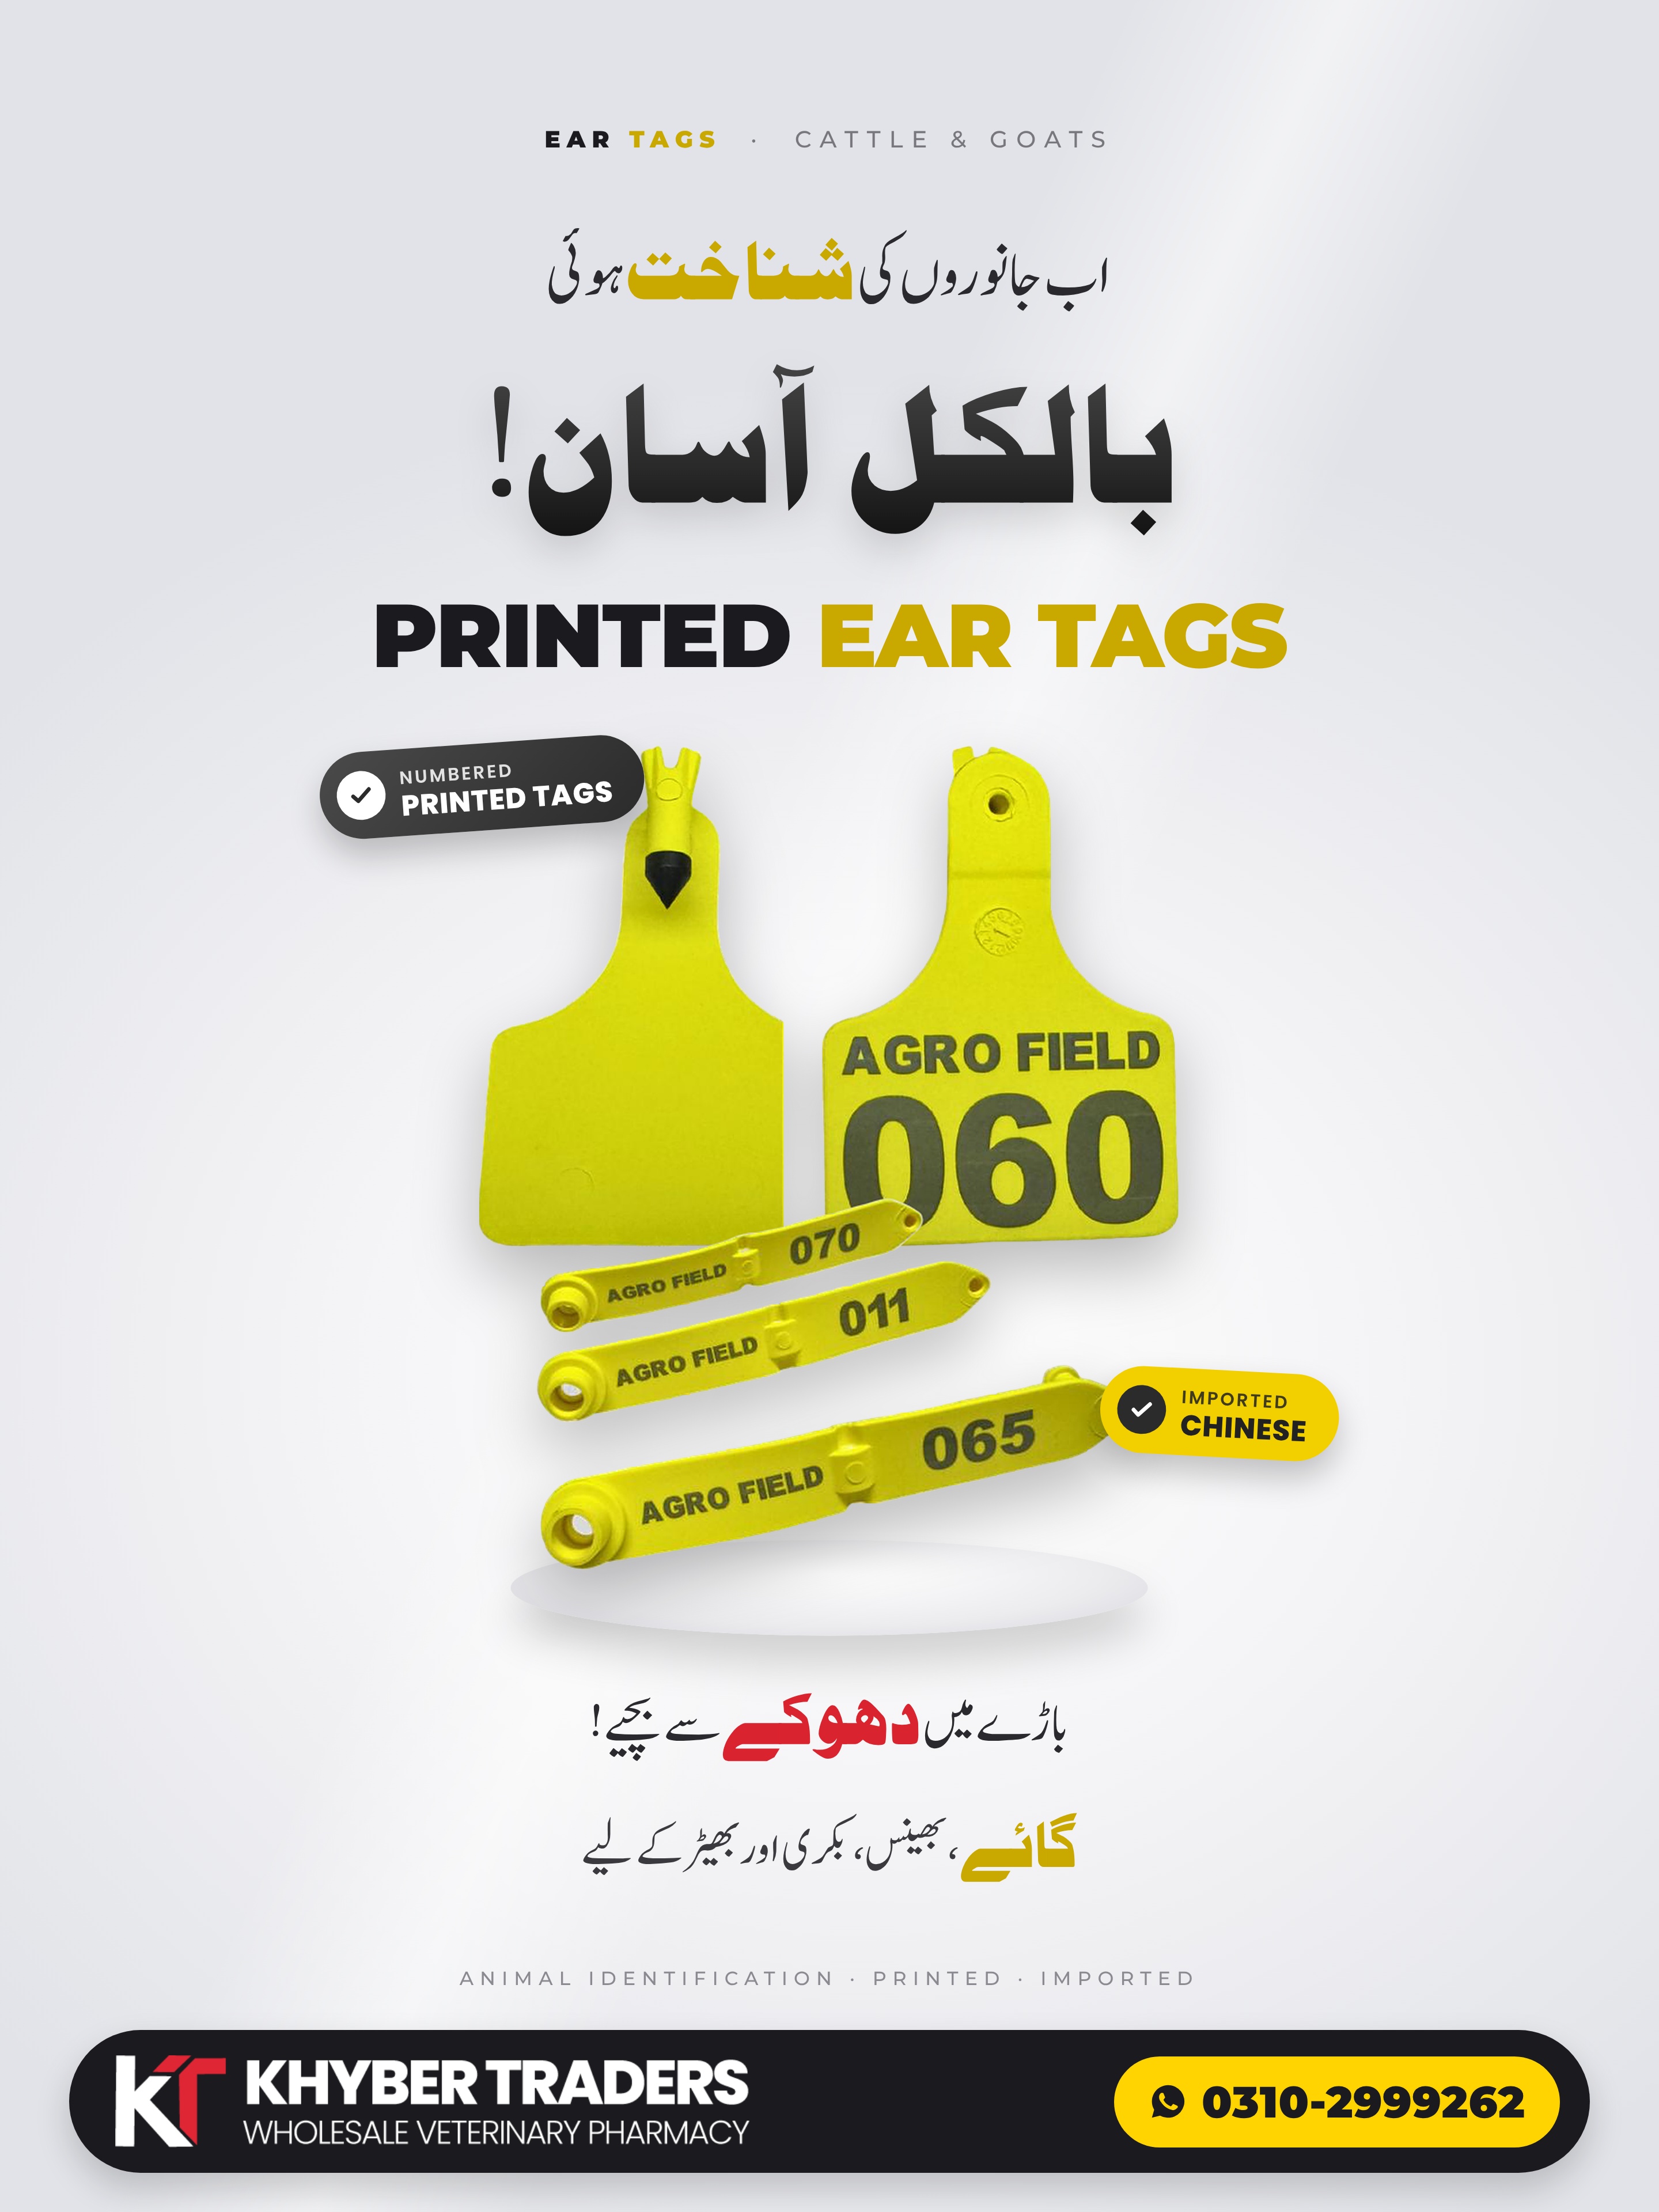 EAR TAGS · CATTLE & GOATS
اب جانوروں کی شناخت ہوئی
بالکل آسان!
PRINTED EAR TAGS
NUMBERED
PRINTED TAGS
AGRO FIELD
060
AGRO FIELD 070
AGRO FIELD 011
AGRO FIELD 065
IMPORTED
CHINESE
باڑے میں دھوکے سے بچیے!
گائے، بھینس، بکری اور بھیڑ کے لیے
ANIMAL IDENTIFICATION · PRINTED · IMPORTED
KT
KHYBER TRADERS
WHOLESALE VETERINARY PHARMACY
0310-2999262